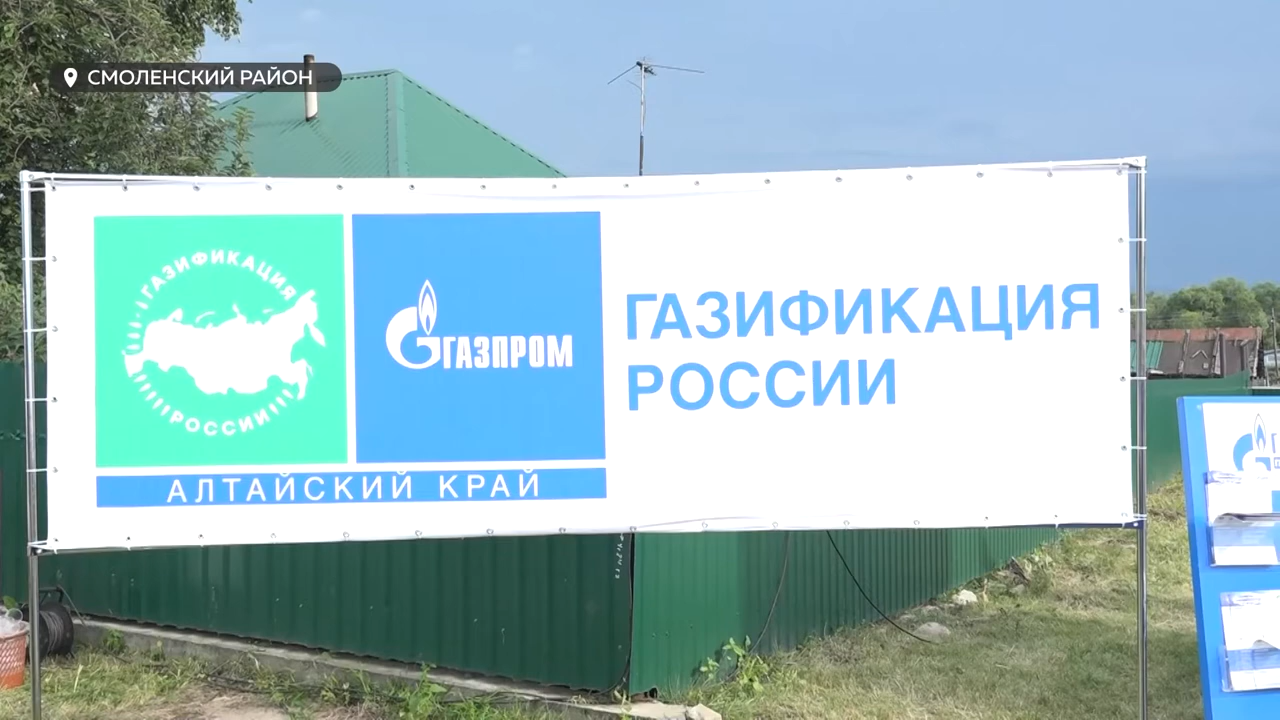 СМОЛЕНСКИЙ РАЙОН
ГАЗИФИКАЦИЯ
РОССИИ
ГАЗПРОМ
ГАЗИФИКАЦИЯ
РОССИИ
АЛТАЙСКИЙ КРАЙ